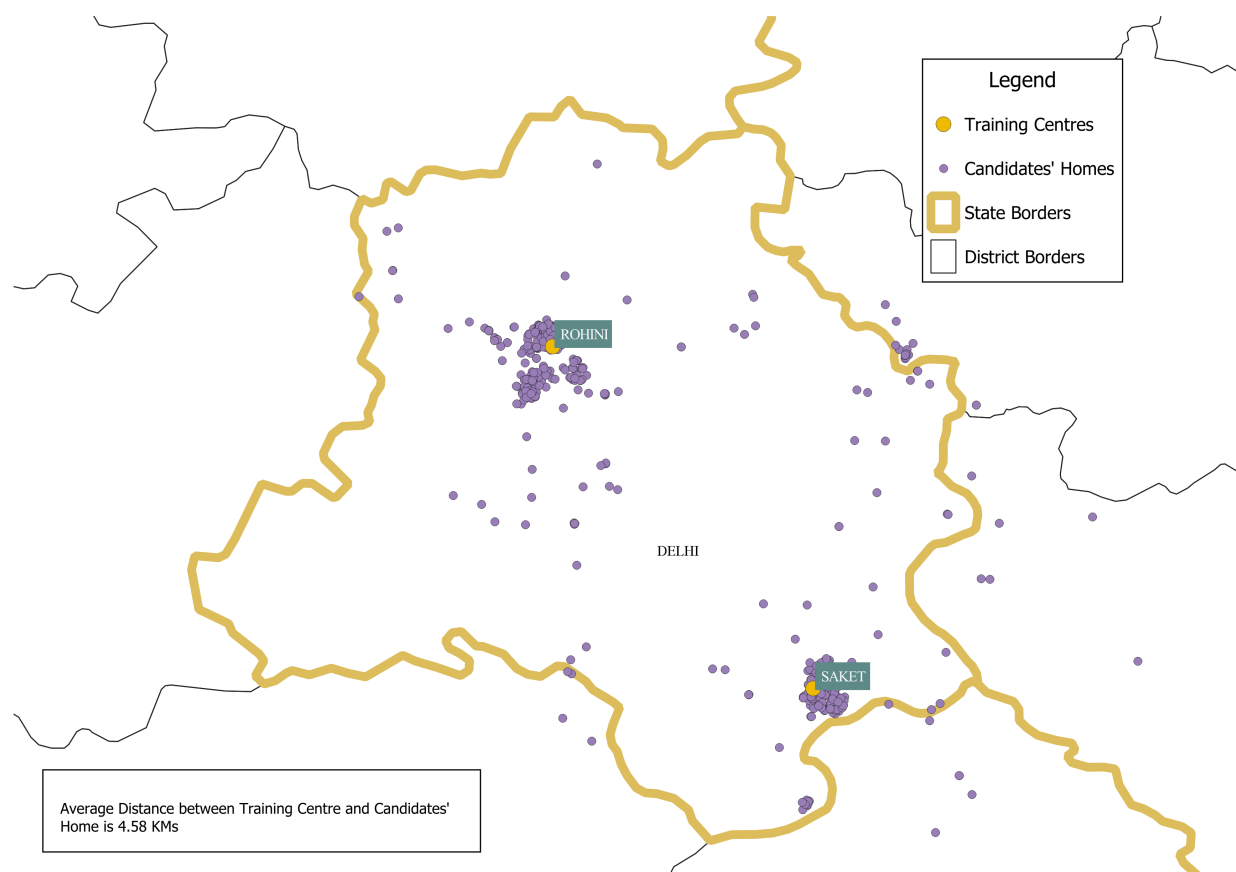 Legend
Training Centres
Candidates' Homes
State Borders
District Borders
ROHINI
DELHI
SAKET
Average Distance between Training Centre and Candidates'
Home is 4.58 KMs